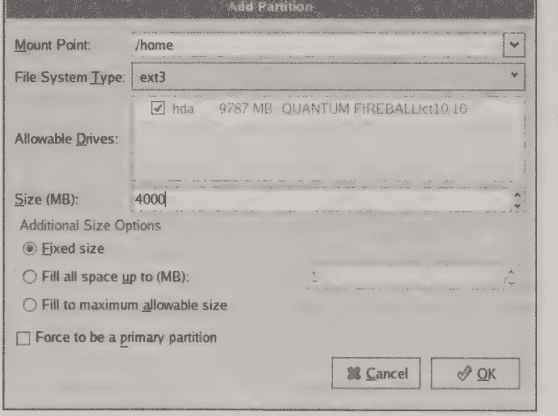 Add Partition
Mount Point: /home
File System Type: ext3
hda 9787 MB QUANTUM FIREBALLlct10 10
Allowable Drives:
Size (MB): 4000
Additional Size Options
Fixed size
Fill all space up to (MB): 1
Fill to maximum allowable size
Force to be a primary partition
Cancel OK